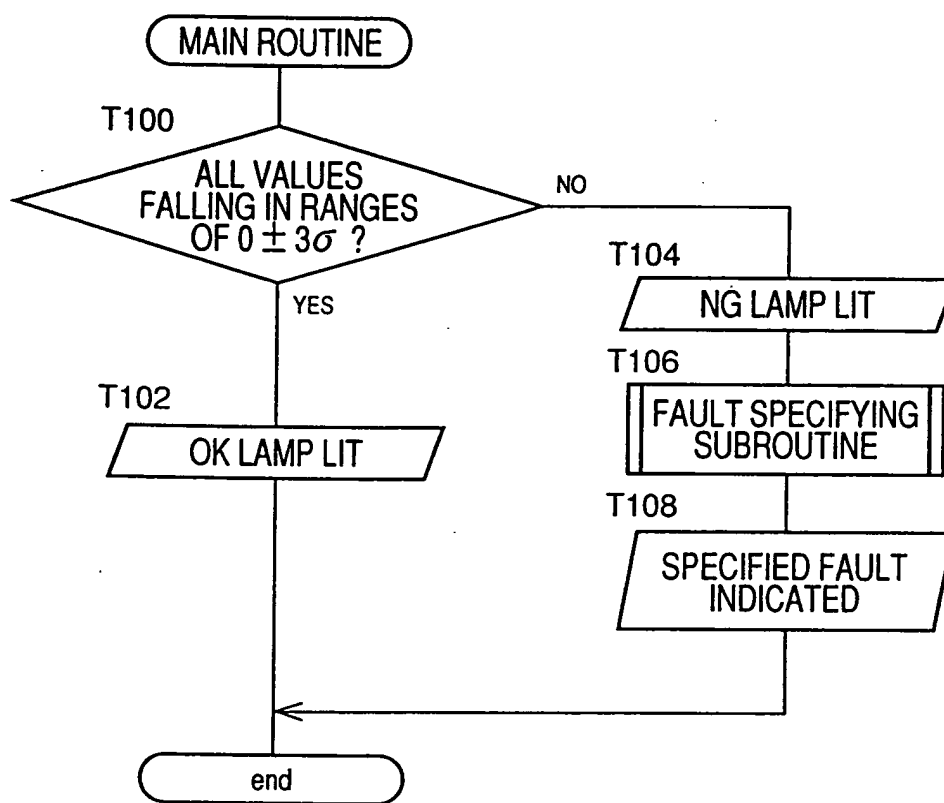 MAIN ROUTINE
T100
ALL VALUES
FALLING IN RANGES
OF 0 ± 3σ ?
NO
YES
T104
NG LAMP LIT
T106
FAULT SPECIFYING
SUBROUTINE
T102
OK LAMP LIT
T108
SPECIFIED FAULT
INDICATED
end